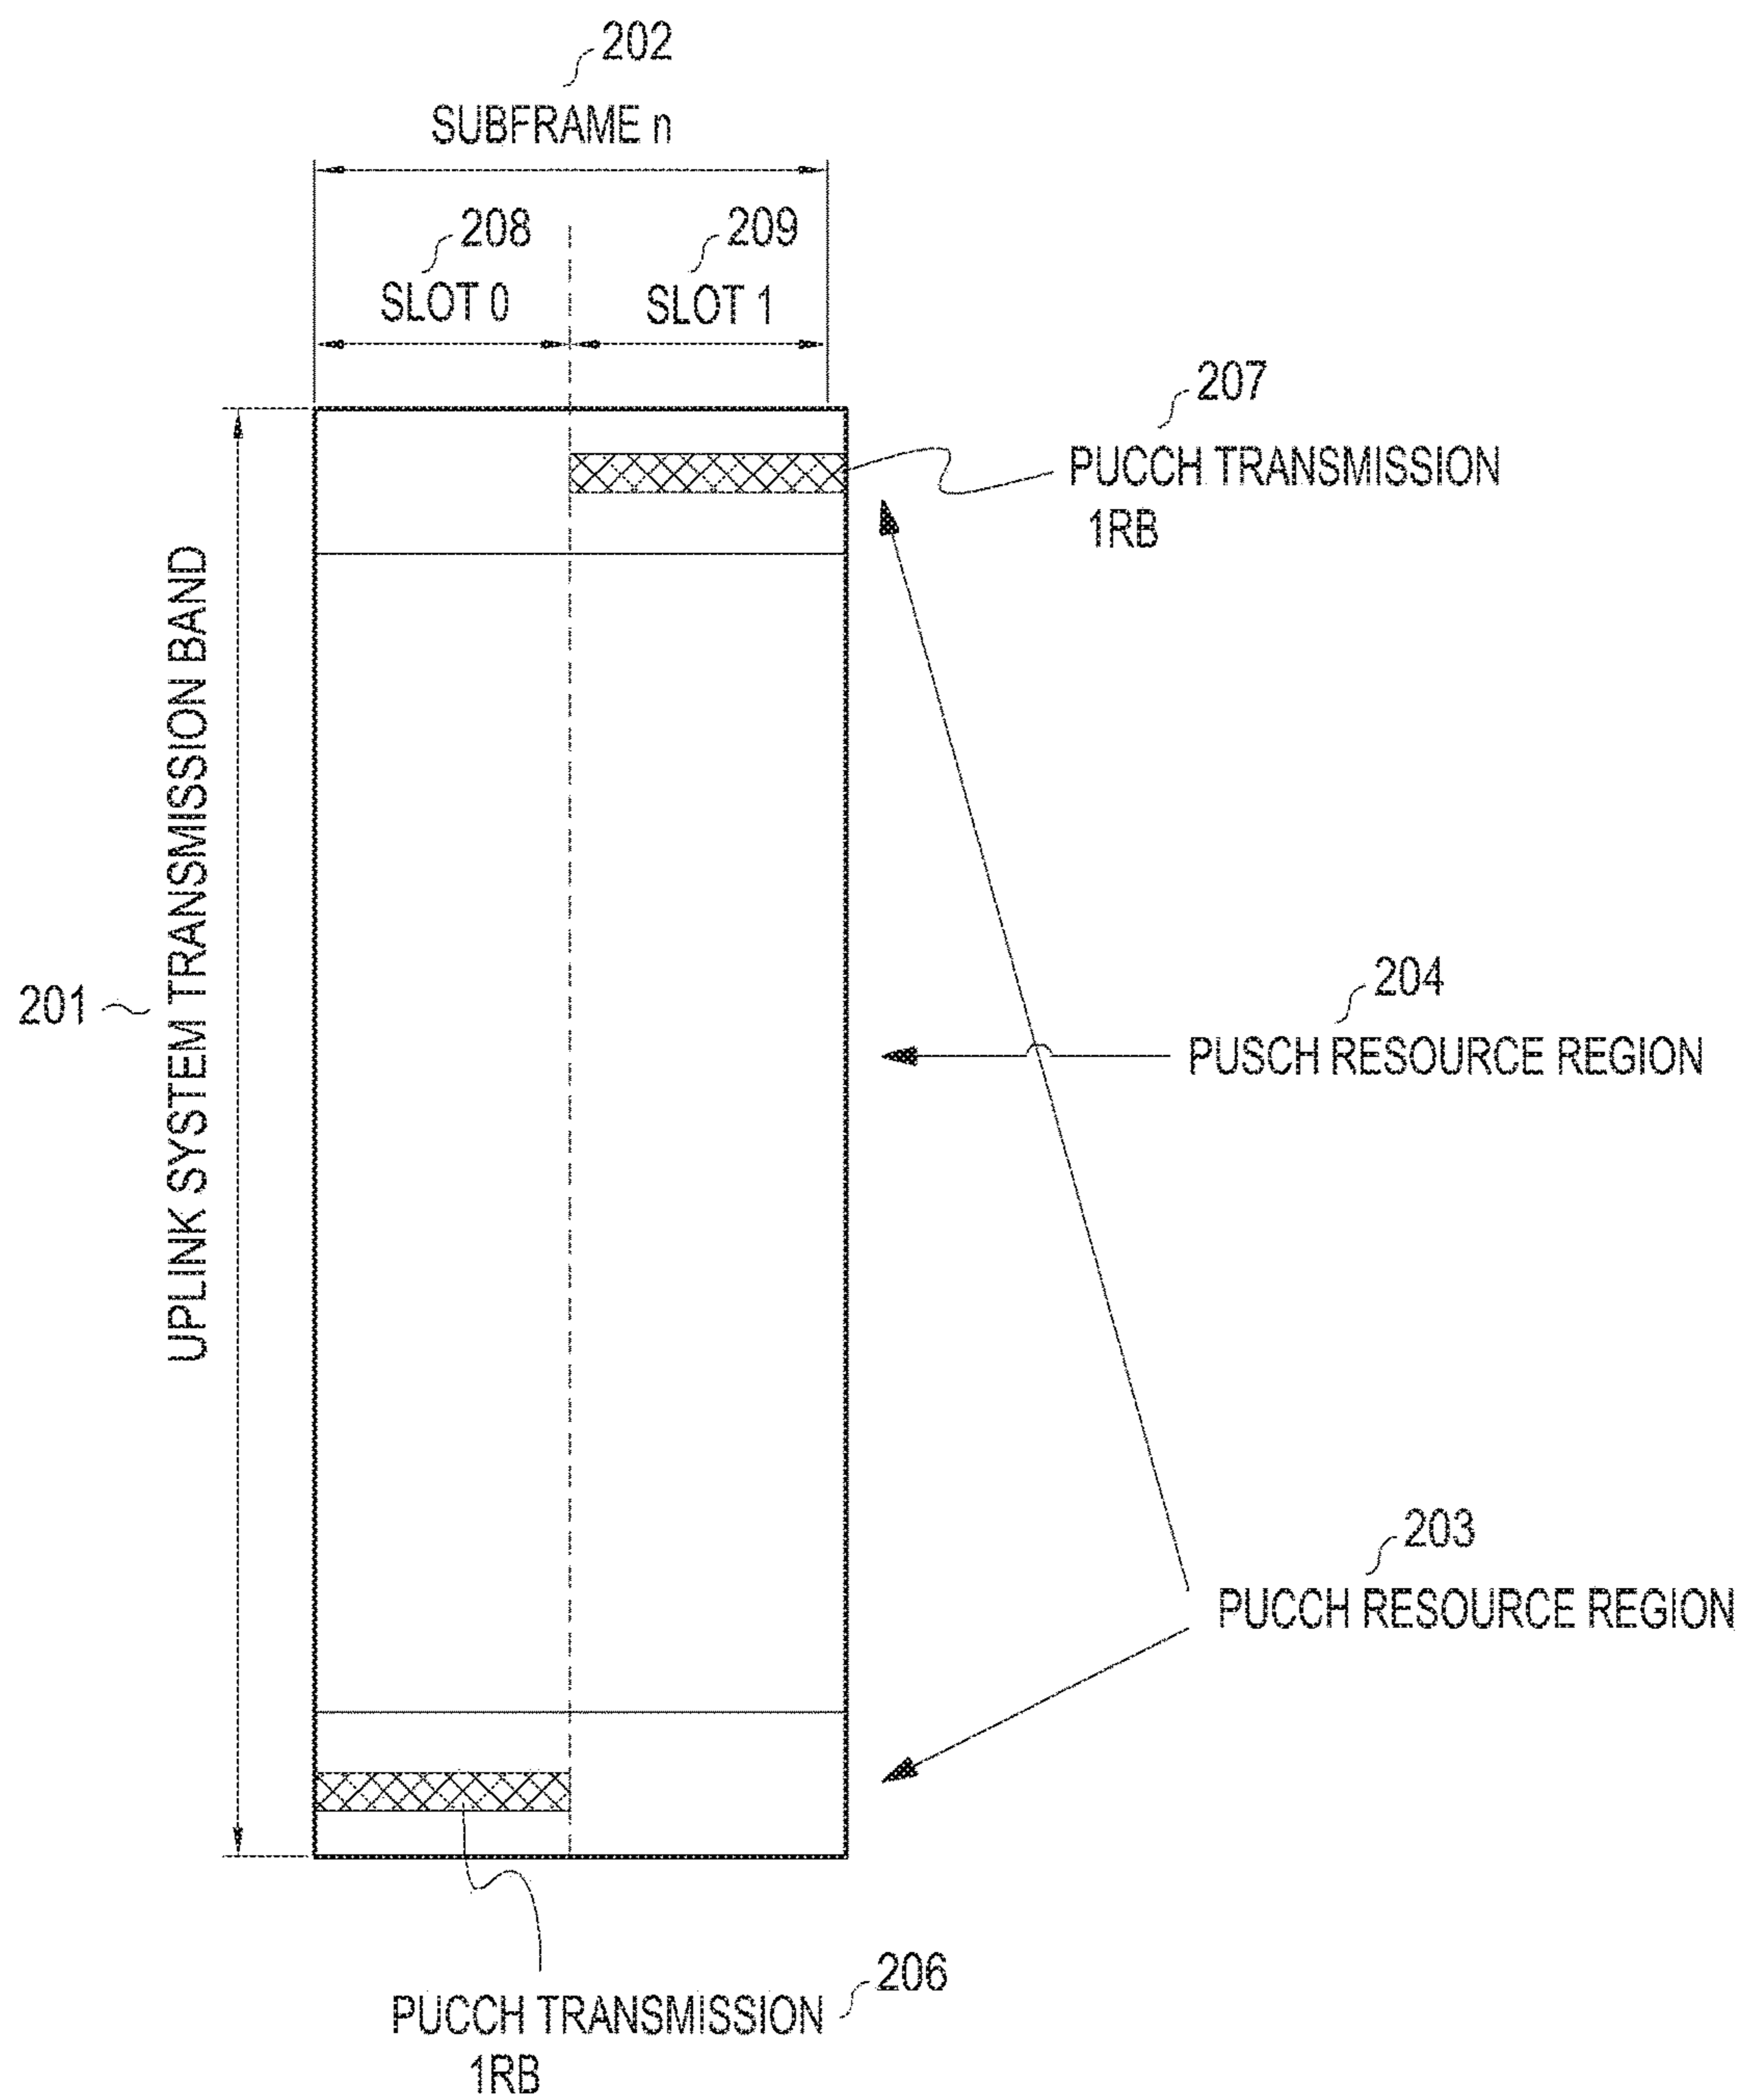 202
SUBFRAME n
208
209
SLOT 0
SLOT 1
207
PUCCH TRANSMISSION
1RB
UPLINK SYSTEM TRANSMISSION BAND
201
204
PUSCH RESOURCE REGION
203
PUCCH RESOURCE REGION
206
PUCCH TRANSMISSION
1RB